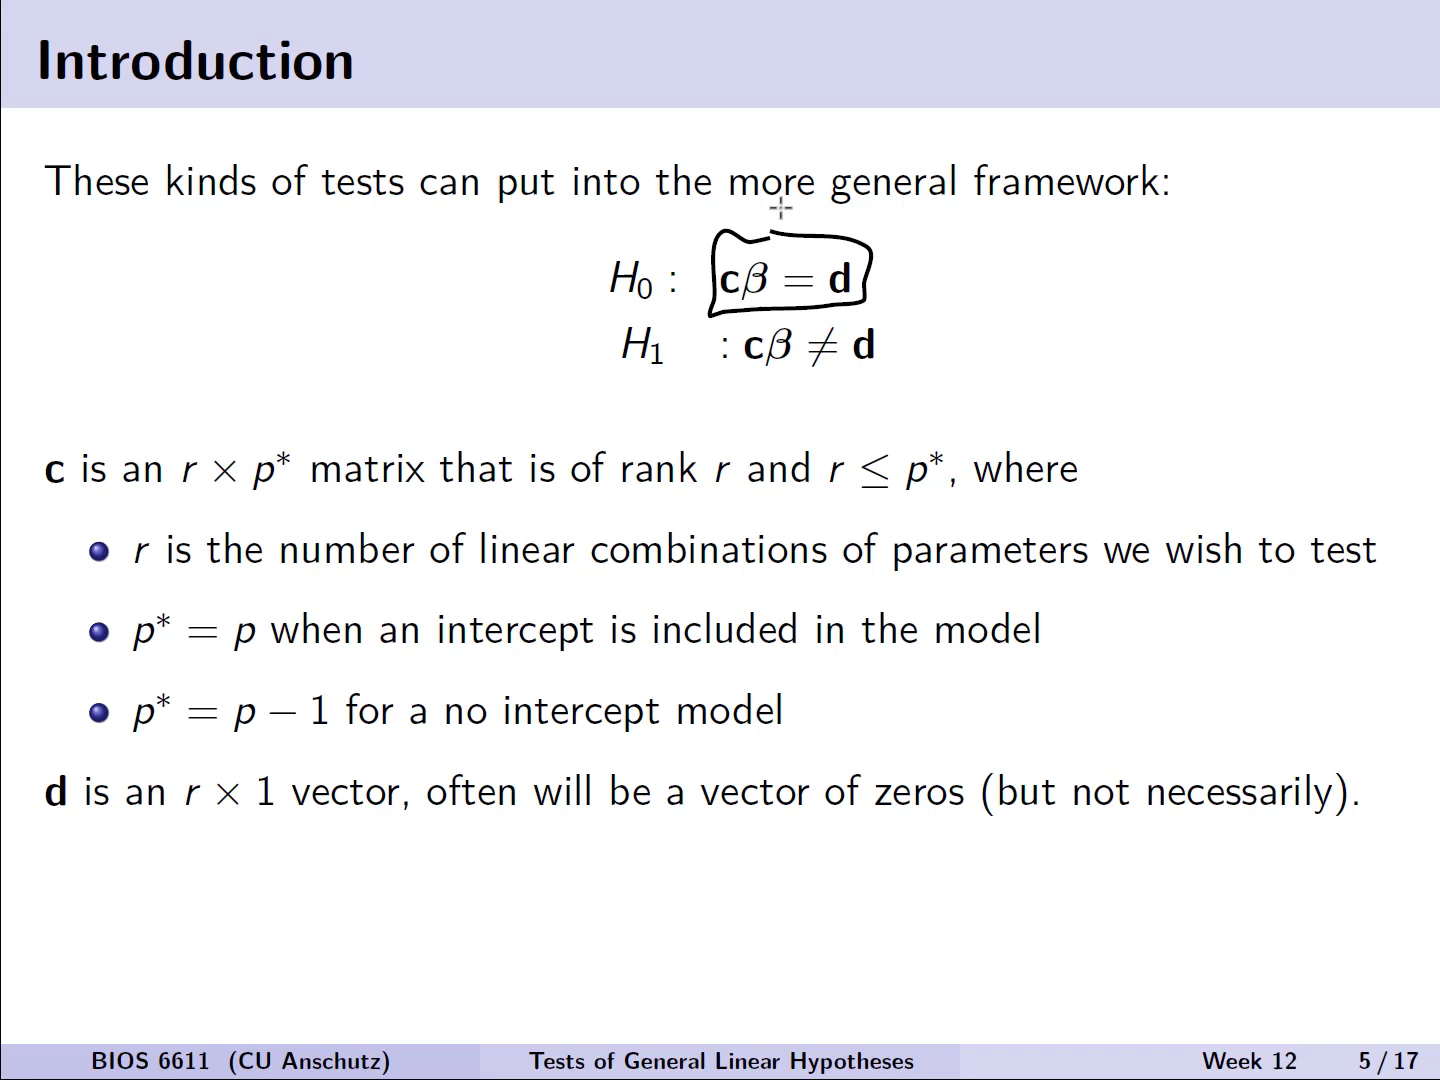 Introduction
These kinds of tests can put into the more general framework:
H₀ : cβ = d
H₁ : cβ ≠ d
c is an r × p* matrix that is of rank r and r ≤ p*, where
r is the number of linear combinations of parameters we wish to test
p* = p when an intercept is included in the model
p* = p − 1 for a no intercept model
d is an r × 1 vector, often will be a vector of zeros (but not necessarily).
BIOS 6611 (CU Anschutz) Tests of General Linear Hypotheses Week 12 5 / 17